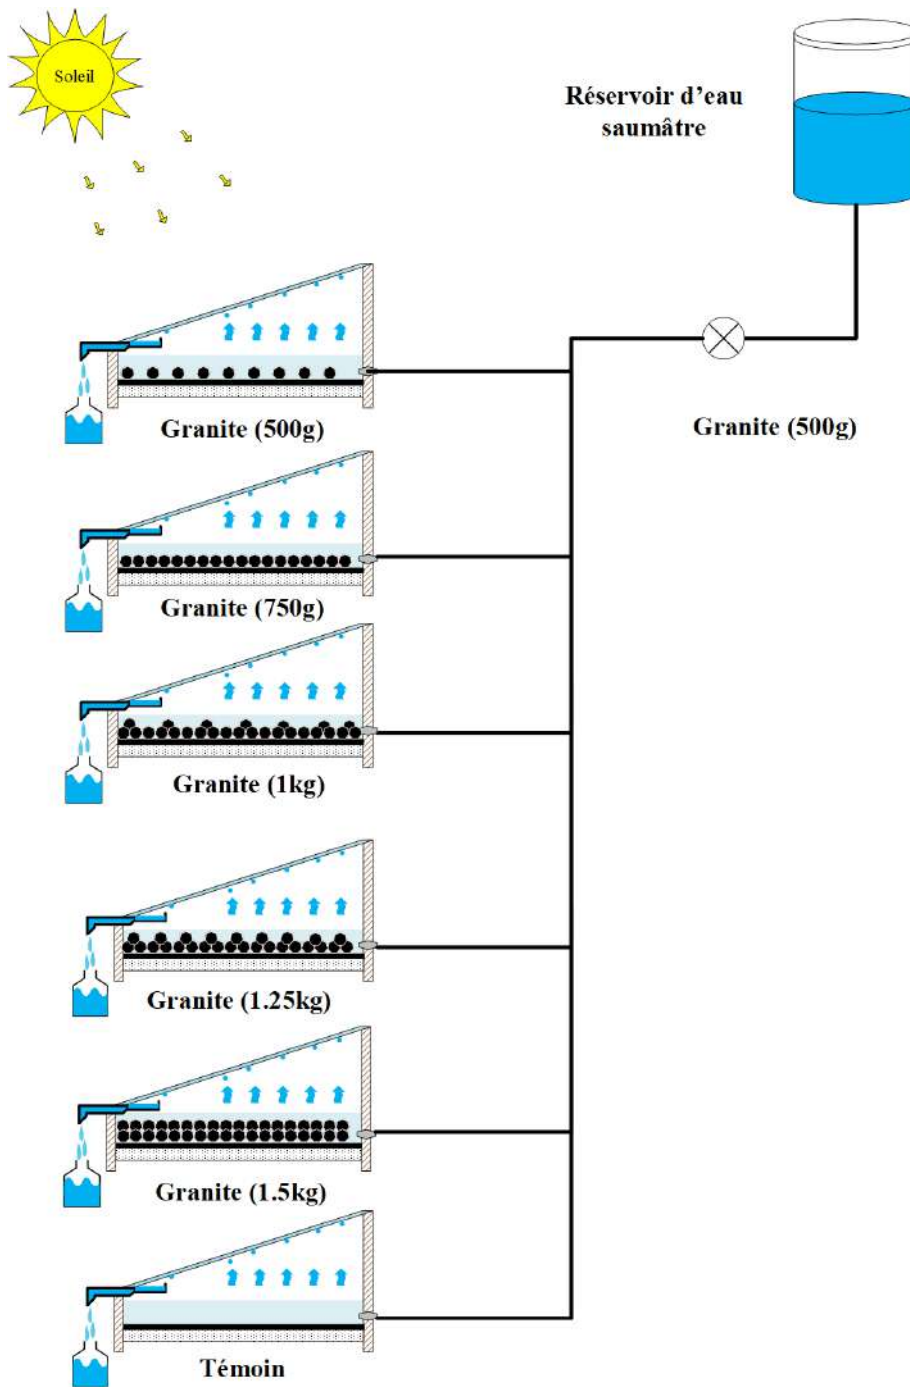 Soleil
Réservoir d’eau
saumâtre
Granite (500g)
Granite (500g)
Granite (750g)
Granite (1kg)
Granite (1.25kg)
Granite (1.5kg)
Témoin